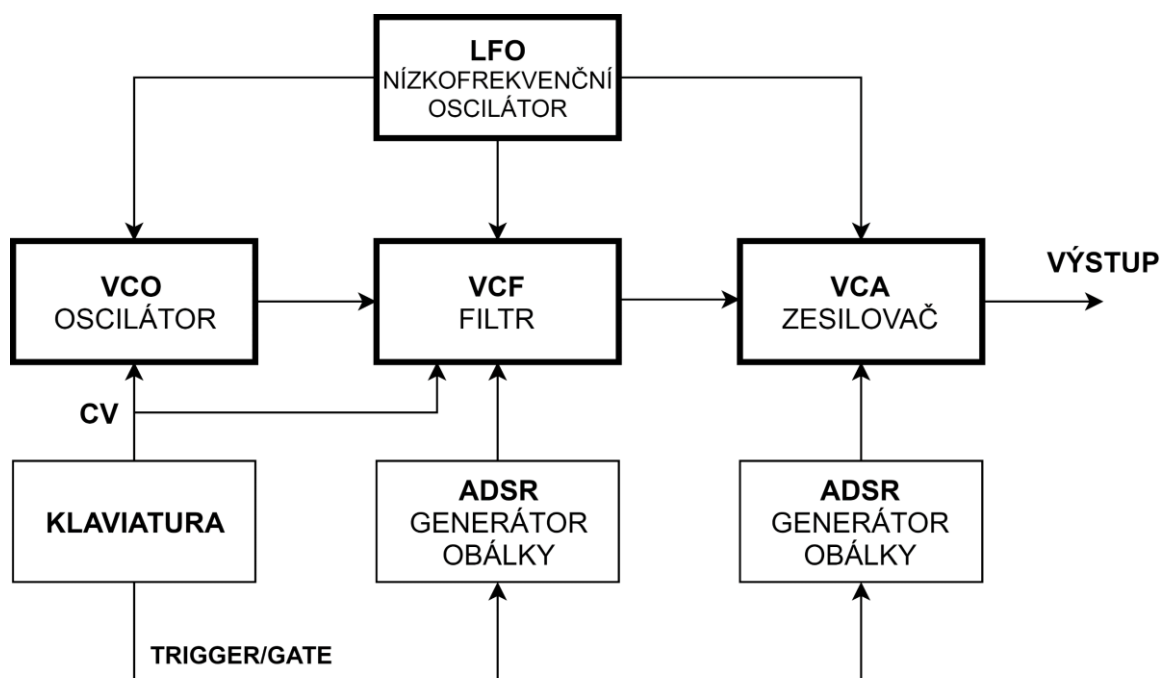 LFO
NÍZKOFREKVENČNÍ
OSCILÁTOR
VCO
OSCILÁTOR
VCF
FILTR
VCA
ZESILOVAČ
VÝSTUP
CV
KLAVIATURA
ADSR
GENERÁTOR
OBÁLKY
ADSR
GENERÁTOR
OBÁLKY
TRIGGER/GATE